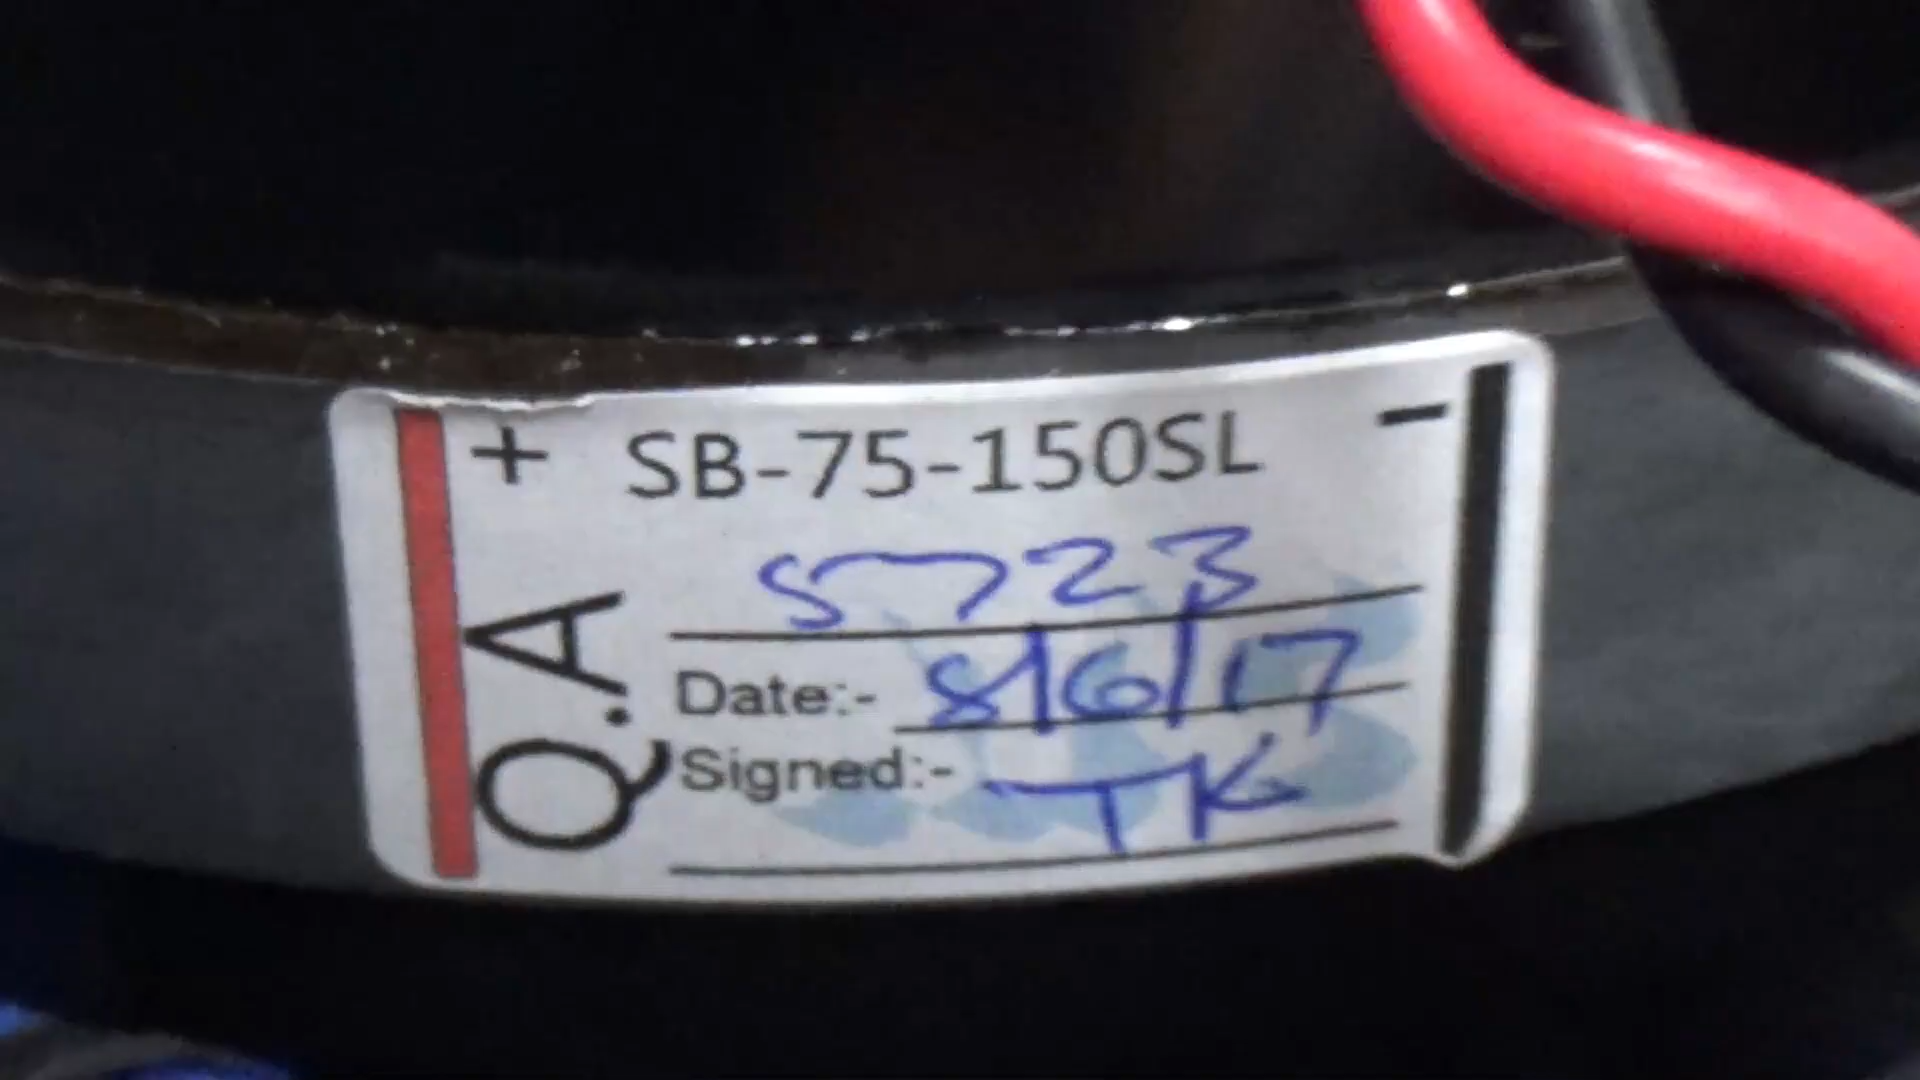 + SB-75-150SL -
5723
Q.A
Date:- 8/6/17
Signed:- TK